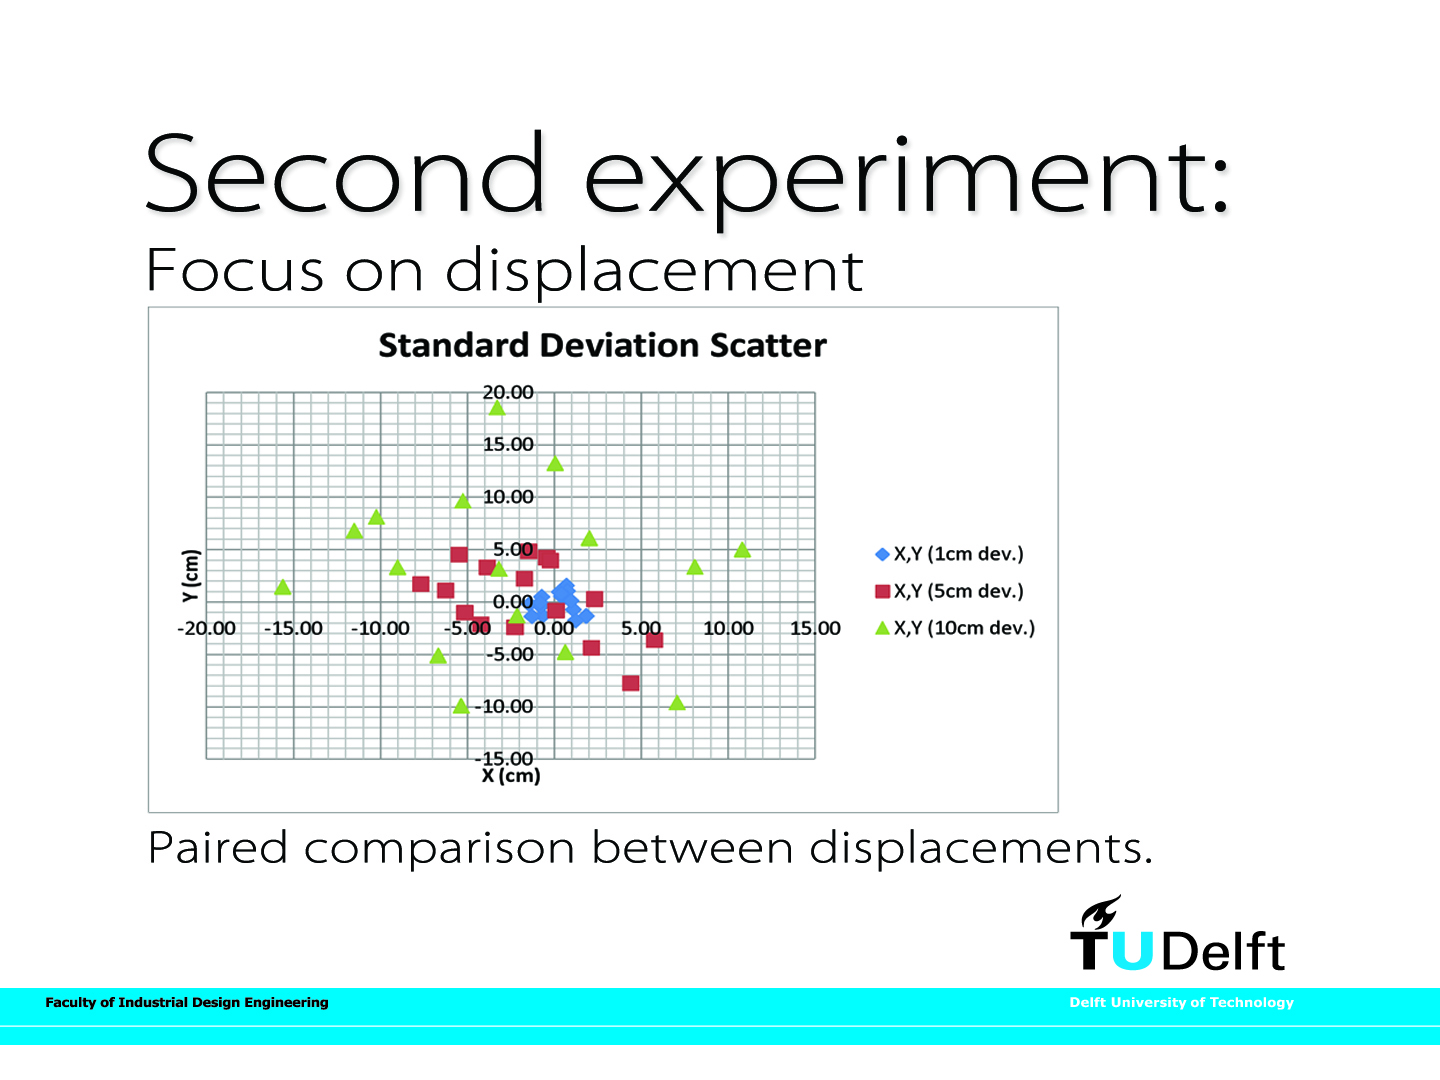 Second experiment:
Focus on displacement
Standard Deviation Scatter
20.00
15.00
10.00
5.00
0.00
-20.00 -15.00 -10.00 -5.00 0.00 5.00 10.00 15.00
-5.00
-10.00
-15.00
X (cm)
Y (cm)
X,Y (1cm dev.)
X,Y (5cm dev.)
X,Y (10cm dev.)
Paired comparison between displacements.
TU Delft
Faculty of Industrial Design Engineering
Delft University of Technology